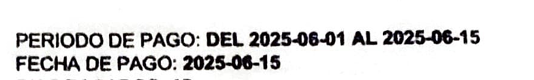 PERIODO DE PAGO: DEL 2025-06-01 AL 2025-06-15
FECHA DE PAGO: 2025-06-15